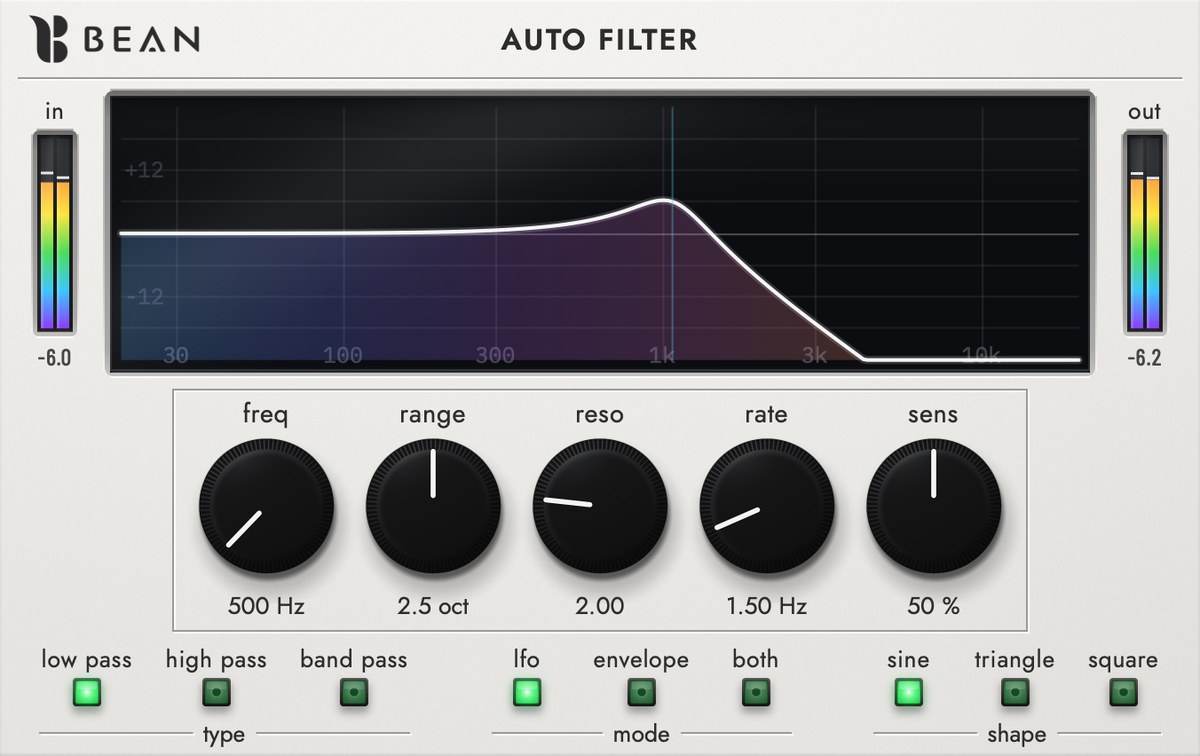 BEAN
AUTO FILTER
in
out
+12
-12
30 100 300 1k 3k 10k
-6.0
-6.2
freq range reso rate sens
500 Hz 2.5 oct 2.00 1.50 Hz 50 %
low pass high pass band pass lfo envelope both sine triangle square
type mode shape